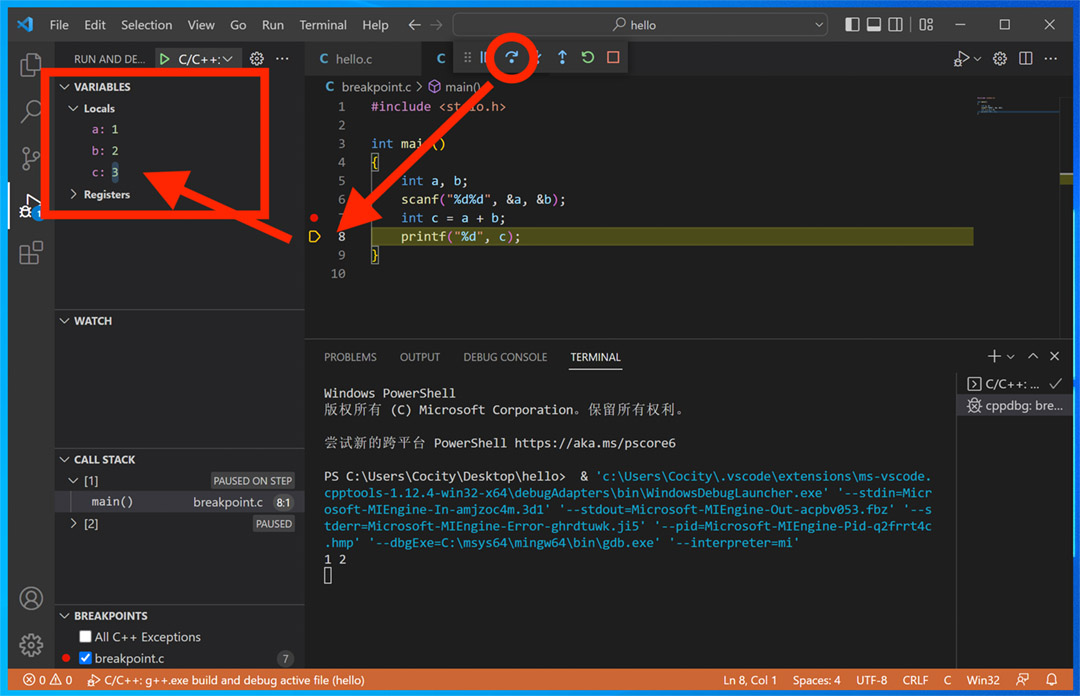 File Edit Selection View Go Run Terminal Help hello
RUN AND DE... C/C++: ...
C hello.c C
VARIABLES
Locals
a: 1
b: 2
c: 3
Registers
WATCH
CALL STACK
[1] PAUSED ON STEP
main() breakpoint.c 8:1
[2] PAUSED
BREAKPOINTS
All C++ Exceptions
breakpoint.c 7
1
C breakpoint.c > main()
1 #include
2
3 int
4 {
5 int a, b;
6 scanf("%d%d", &a, &b);
int c = a + b;
8 printf("%d", c);
9 }
10
PROBLEMS OUTPUT DEBUG CONSOLE TERMINAL
Windows PowerShell
版权所有 (C) Microsoft Corporation。保留所有权利。
尝试新的跨平台 PowerShell https://aka.ms/pscore6
PS C:\Users\Cocity\Desktop\hello> & 'c:\Users\Cocity\.vscode\extensions\ms-vscode.
cpptools-1.12.4-win32-x64\debugAdapters\bin\WindowsDebugLauncher.exe' '--stdin=Micr
osoft-MIEngine-In-amjzoc4m.3d1' '--stdout=Microsoft-MIEngine-Out-acpbv053.fbz' '--s
tderr=Microsoft-MIEngine-Error-ghrdtuwk.ji5' '--pid=Microsoft-MIEngine-Pid-q2frrt4c
.hmp' '--dbgExe=C:\msys64\mingw64\bin\gdb.exe' '--interpreter=mi'
1 2
C/C++: ...
cppdbg: bre...
0 0 C/C++: g++.exe build and debug active file (hello) Ln 8, Col 1 Spaces: 4 UTF-8 CRLF C Win32